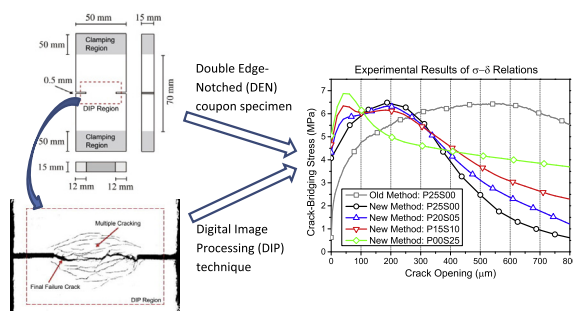 50 mm
15 mm
50 mm
Clamping
Region
0.5 mm
DIP Region
70 mm
50 mm
Clamping
Region
15 mm
12 mm
12 mm
Multiple Cracking
Final Failure Crack
DIP Region
Double Edge-
Notched (DEN)
coupon specimen
Digital Image
Processing (DIP)
technique
Experimental Results of σ–δ Relations
Crack-Bridging Stress (MPa)
7
6
5
4
3
2
1
0
Old Method: P25S00
New Method: P25S00
New Method: P20S05
New Method: P15S10
New Method: P00S25
0 100 200 300 400 500 600 700 800
Crack Opening (μm)